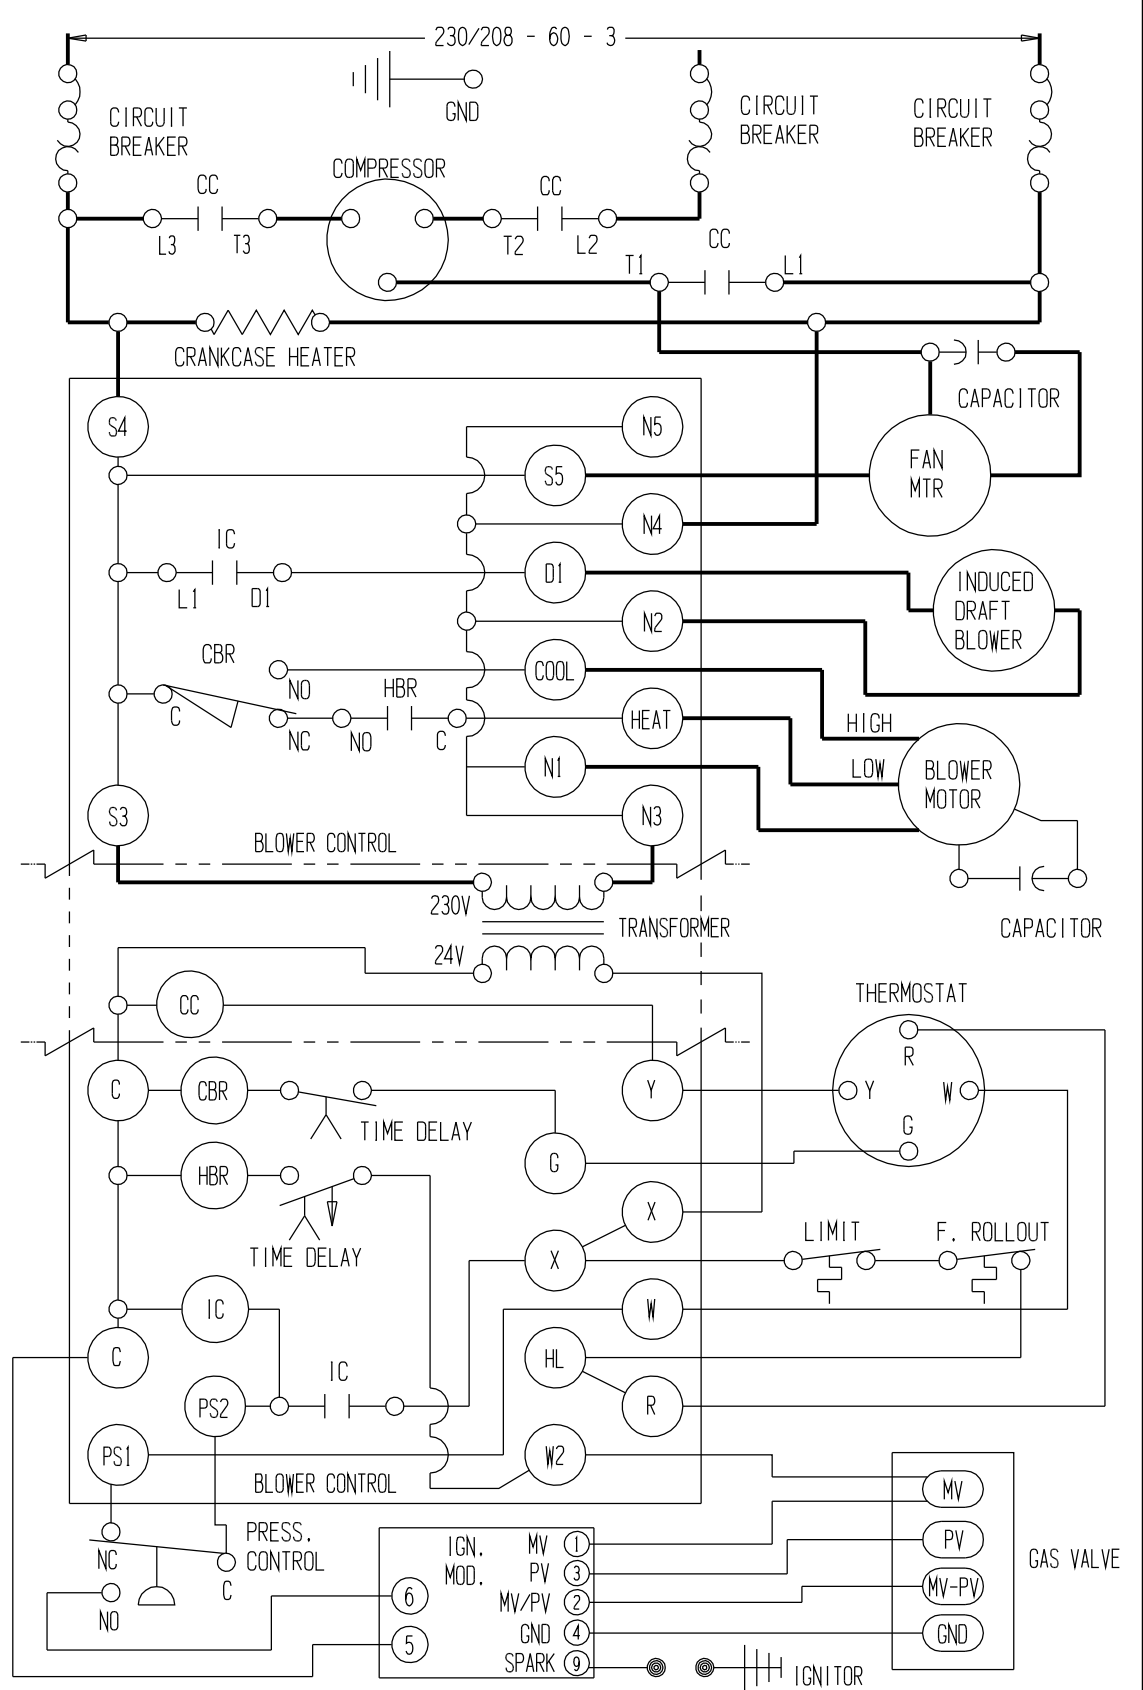 230/208 - 60 - 3
GND
CIRCUIT
BREAKER
CIRCUIT
BREAKER
CIRCUIT
BREAKER
COMPRESSOR
CC
CC
CC
L3
T3
T2
L2
T1
L1
CRANKCASE HEATER
CAPACITOR
S4
N5
FAN
MTR
S5
N4
IC
L1
D1
D1
INDUCED
DRAFT
BLOWER
N2
CBR
COOL
NO
HBR
C
NC
NO
C
HEAT
HIGH
LOW
N1
BLOWER
MOTOR
S3
N3
BLOWER CONTROL
230V
TRANSFORMER
CAPACITOR
24V
CC
THERMOSTAT
R
C
CBR
Y
Y
W
TIME DELAY
G
G
HBR
X
TIME DELAY
X
LIMIT
F. ROLLOUT
IC
W
C
HL
IC
PS2
R
PS1
W2
BLOWER CONTROL
MV
PRESS.
CONTROL
NC
C
NO
IGN.
MOD.
MV
1
PV
3
MV/PV
2
GND
4
SPARK
9
6
5
PV
MV-PV
GND
GAS VALVE
IGNITOR